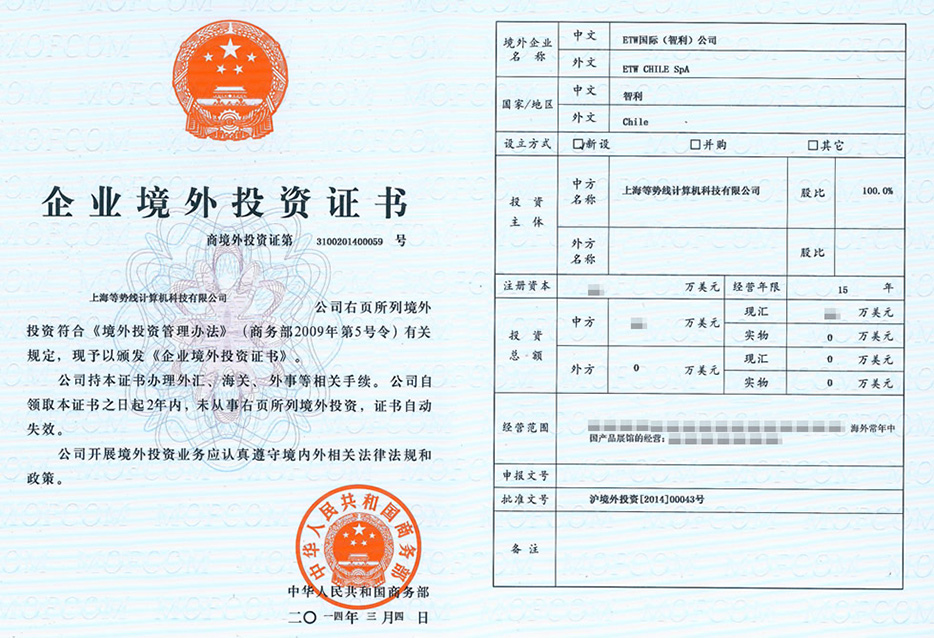 企业境外投资证书
商境外投资证第 3100201400059 号
上海等势线计算机科技有限公司
公司右页所列境外
投资符合《境外投资管理办法》（商务部2009年第5号令）有关
规定，现予以颁发《企业境外投资证书》。
公司持本证书办理外汇、海关、外事等相关手续。公司自
领取本证书之日起2年内，未从事右页所列境外投资，证书自动
失效。
公司开展境外投资业务应认真遵守境内外相关法律法规和
政策。
中华人民共和国商务部
中华人民共和国商务部
二〇一四年 三 月四 日
境外企业名称 中文 ETW国际（智利）公司
外文 ETW CHILE SpA
国家/地区 中文 智利
外文 Chile
设立方式 □新设 □并购 □其它
投资主体 中方名称 上海等势线计算机科技有限公司 股比 100.0%
外方名称 股比
注册资本 万美元 经营年限 15 年
投资总额 中方 万美元 现汇 万美元
实物 0 万美元
外方 0 万美元 现汇 0 万美元
实物 0 万美元
经营范围 海外常年中
国产品展馆的经营;
申报文号
批准文号 沪境外投资[2014]00043号
备注
MOFCOM